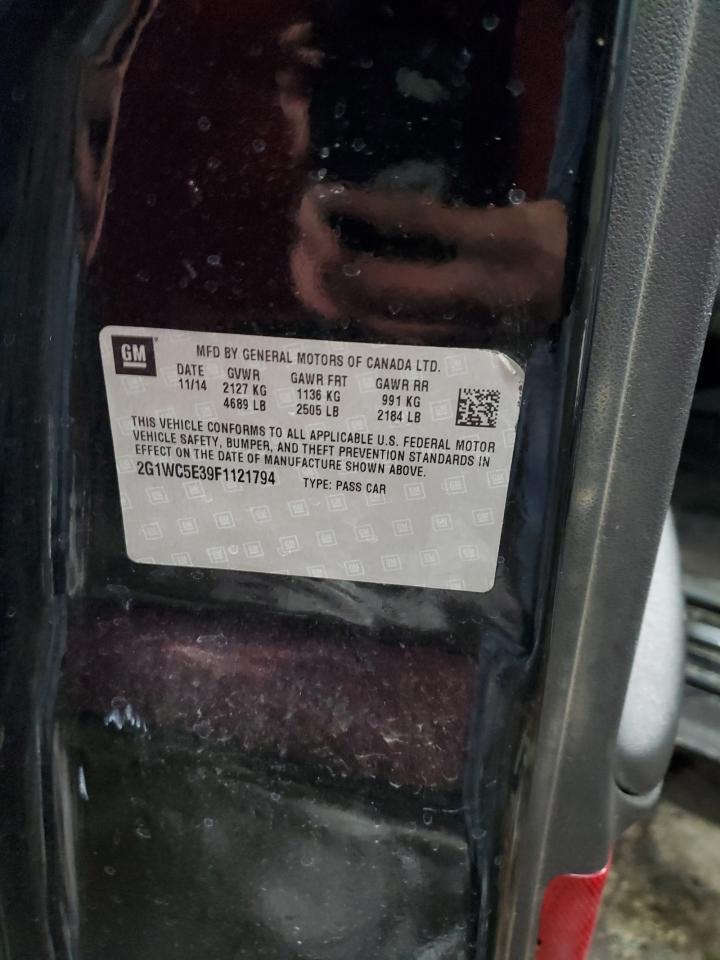 GM
MFD BY GENERAL MOTORS OF CANADA LTD.
DATE GVWR GAWR FRT GAWR RR
11/14 2127 KG 1136 KG 991 KG
4689 LB 2505 LB 2184 LB
THIS VEHICLE CONFORMS TO ALL APPLICABLE U.S. FEDERAL MOTOR
VEHICLE SAFETY, BUMPER, AND THEFT PREVENTION STANDARDS IN
EFFECT ON THE DATE OF MANUFACTURE SHOWN ABOVE.
2G1WC5E39F1121794 TYPE: PASS CAR